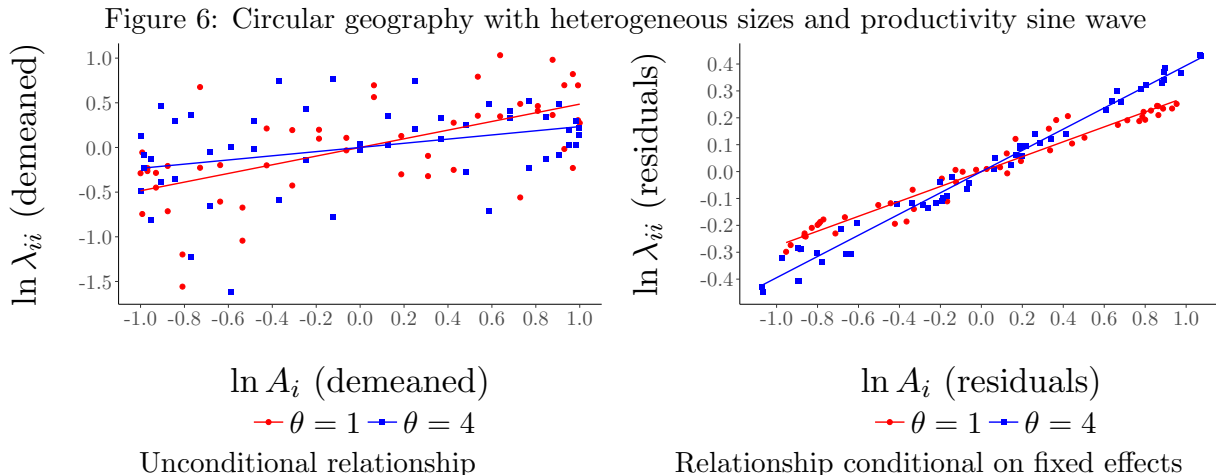 Figure 6: Circular geography with heterogeneous sizes and productivity sine wave
ln λii (demeaned)
1.0
0.5
0.0
-0.5
-1.0
-1.5
-1.0 -0.8 -0.6 -0.4 -0.2 0.0 0.2 0.4 0.6 0.8 1.0
ln Ai (demeaned)
θ = 1 θ = 4
Unconditional relationship
ln λii (residuals)
0.4
0.3
0.2
0.1
0.0
-0.1
-0.2
-0.3
-0.4
-1.0 -0.8 -0.6 -0.4 -0.2 0.0 0.2 0.4 0.6 0.8 1.0
ln Ai (residuals)
θ = 1 θ = 4
Relationship conditional on fixed effects